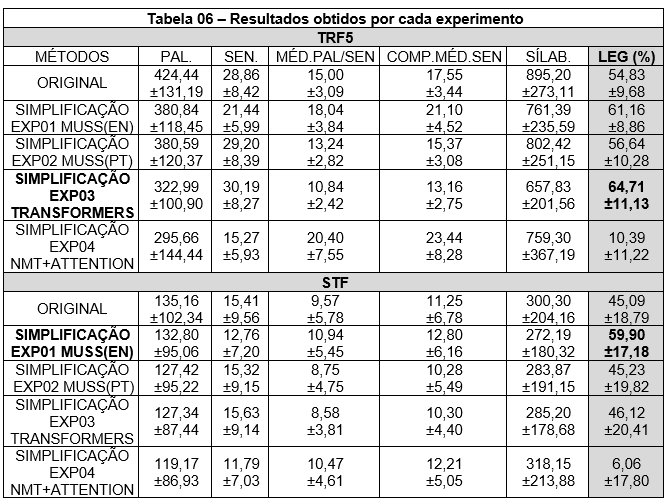 Tabela 06 – Resultados obtidos por cada experimento
TRF5
MÉTODOS PAL. SEN. MÉD.PAL/SEN COMP.MÉD.SEN SÍLAB. LEG (%)
ORIGINAL 424,44 28,86 15,00 17,55 895,20 54,83
±131,19 ±8,42 ±3,09 ±3,44 ±273,11 ±9,68
SIMPLIFICAÇÃO 380,84 21,44 18,04 21,10 761,39 61,16
EXP01 MUSS(EN) ±118,45 ±5,99 ±3,84 ±4,52 ±235,59 ±8,86
SIMPLIFICAÇÃO 380,59 29,20 13,24 15,37 802,42 56,64
EXP02 MUSS(PT) ±120,37 ±8,39 ±2,82 ±3,08 ±251,15 ±10,28
SIMPLIFICAÇÃO
EXP03
TRANSFORMERS
322,99 30,19 10,84 13,16 657,83 64,71
±100,90 ±8,27 ±2,42 ±2,75 ±201,56 ±11,13
SIMPLIFICAÇÃO
EXP04
NMT+ATTENTION
295,66 15,27 20,40 23,44 759,30 10,39
±144,44 ±5,93 ±7,55 ±8,28 ±367,19 ±11,22
STF
ORIGINAL 135,16 15,41 9,57 11,25 300,30 45,09
±102,34 ±9,56 ±5,78 ±6,78 ±204,16 ±18,79
SIMPLIFICAÇÃO 132,80 12,76 10,94 12,80 272,19 59,90
EXP01 MUSS(EN) ±95,06 ±7,20 ±5,45 ±6,16 ±180,32 ±17,18
SIMPLIFICAÇÃO 127,42 15,32 8,75 10,28 283,87 45,23
EXP02 MUSS(PT) ±95,22 ±9,15 ±4,75 ±5,49 ±191,15 ±19,82
SIMPLIFICAÇÃO
EXP03
TRANSFORMERS
127,34 15,63 8,58 10,30 285,20 46,12
±87,44 ±9,14 ±3,81 ±4,40 ±178,68 ±20,41
SIMPLIFICAÇÃO
EXP04
NMT+ATTENTION
119,17 11,79 10,47 12,21 318,15 6,06
±86,93 ±7,03 ±4,61 ±5,05 ±213,88 ±17,80